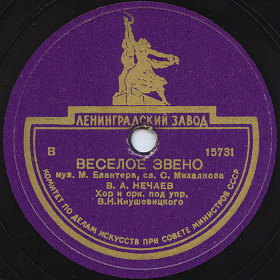 ЛЕНИНГРАДСКИЙ ЗАВОД
В 15731
ВЕСЕЛОЕ ЗВЕНО
муз. М. Блантера, сл. С. Михалкова
В. А. НЕЧАЕВ
Хор и орк. под упр.
В. Н. Кнушевицкого
КОМИТЕТ ПО ДЕЛАМ ИСКУССТВ ПРИ СОВЕТЕ МИНИСТРОВ СССР